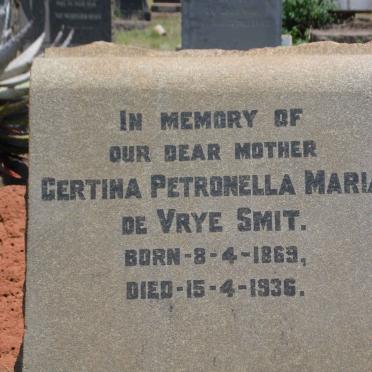 IN MEMORY OF
OUR DEAR MOTHER
GERTINA PETRONELLA MARIA
DE VRYE SMIT.
BORN-8-4-1869,
DIED-15-4-1936.